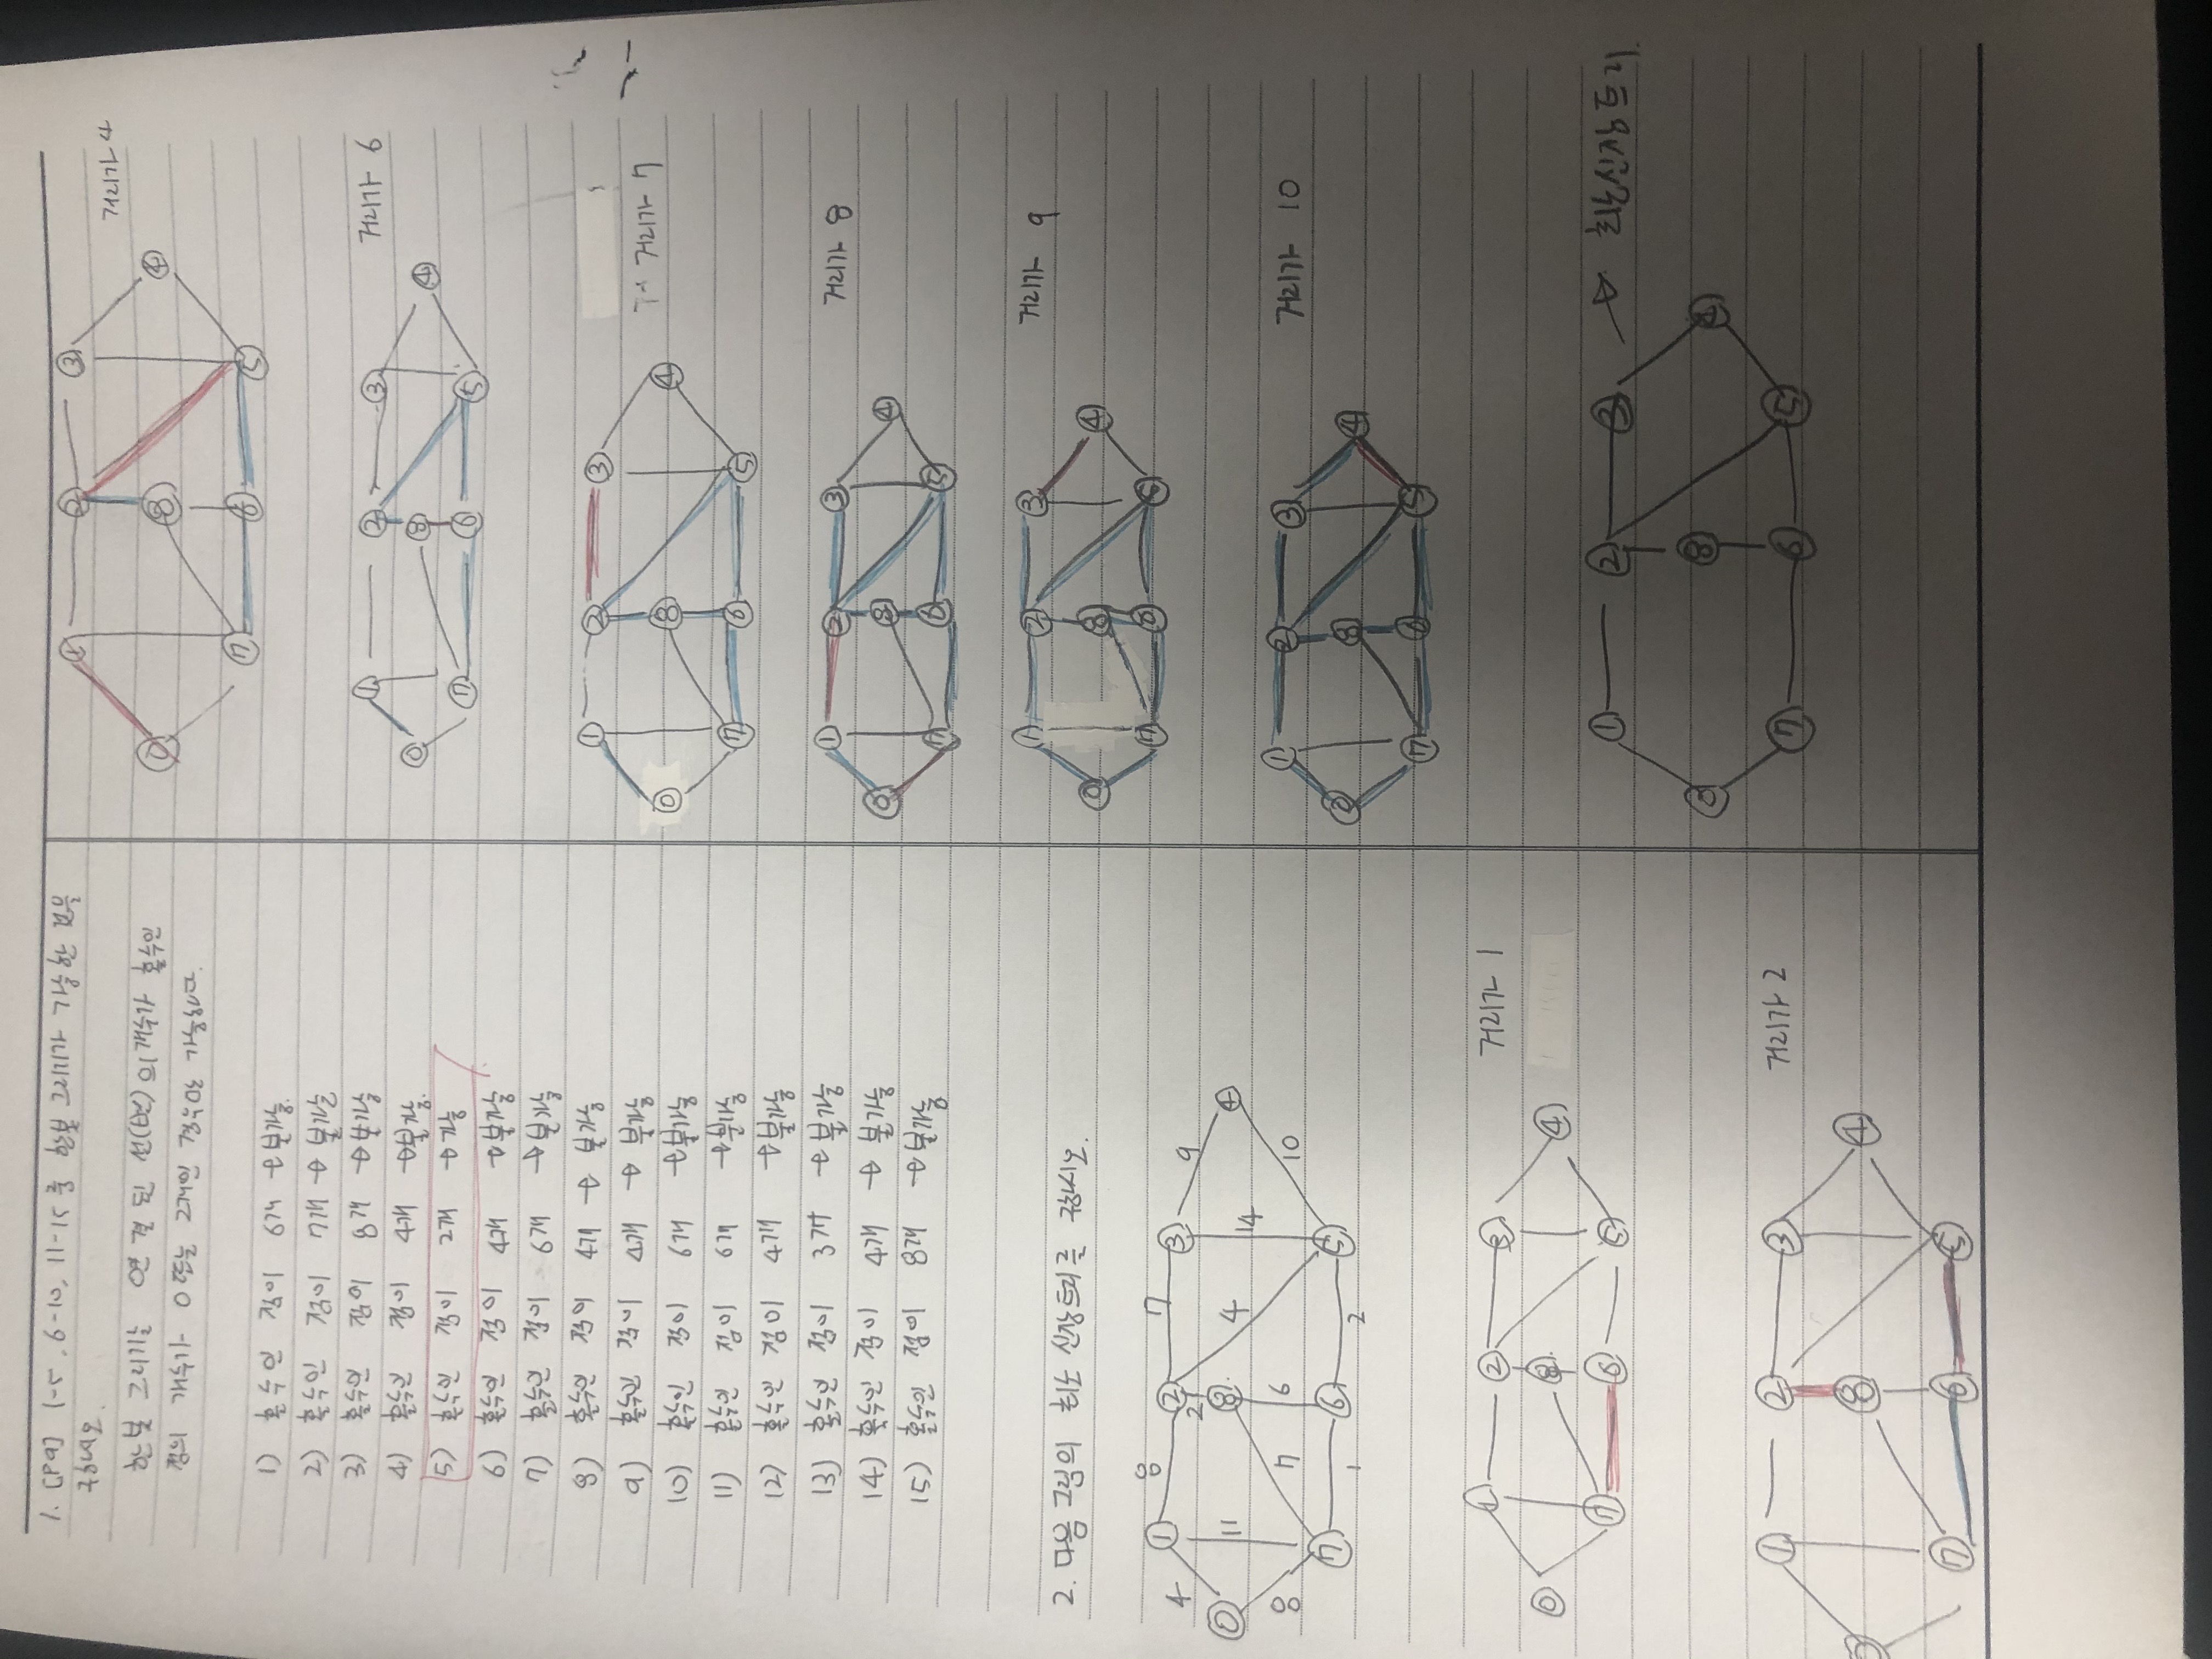 1. [P9] 1-5, 6-10, 11-15 중 한붓 그리기가 가능한 것을
구하시오.
한붓 그리기는 연결된 선(변)의 개수가 홀수인
점의 개수가 0 또는 2개인 경우만 가능하다.
1) 홀수인 점이 6개 → 불가능.
2) 홀수인 점이 7개 → 불가능
3) 홀수인 점이 8개 → 불가능
4) 홀수인 점이 4개 → 불가능.
5) 홀수인 점이 2개 → 가능
6) 홀수인 점이 4개 → 불가능
7) 홀수인 점이 6개 → 불가능
8) 홀수인 점이 4개 → 불가능
9) 홀수인 점이 4개 → 불가능
10) 홀수인 점이 6개 → 불가능
11) 홀수인 점이 6개 → 불가능
12) 홀수인 점이 4개 → 불가능
13) 홀수인 점이 3개 → 불가능
14) 홀수인 점이 4개 → 불가능
15) 홀수인 점이 8개 → 불가능
2. 다음 그림의 최소 신장트리를 구하시오.
8 7
1 2 3
4 2 9
0 11 8 4 14 4
8 7 6 10
7 6 5
1 2
1 2 3 거리가 1
0 8 4
7 6 5
1 2 3 거리가 2
0 8 4
7 6 5
1 2 3 거리가 4
0 8 4
7 6 5
1 2 3 거리가 6
0 8 4
7 6 5
1 2 3
0 8 4 거리가 7
7 6 5
1 2 3 거리가 8
0 8 4
7 6 5
1 2 3 거리가 9
0 8 4
7 6 5
1 2 3 거리가 10
0 8 4
7 6 5
1 2 3 → 최소신장트리.
0 8 4
7 6 5